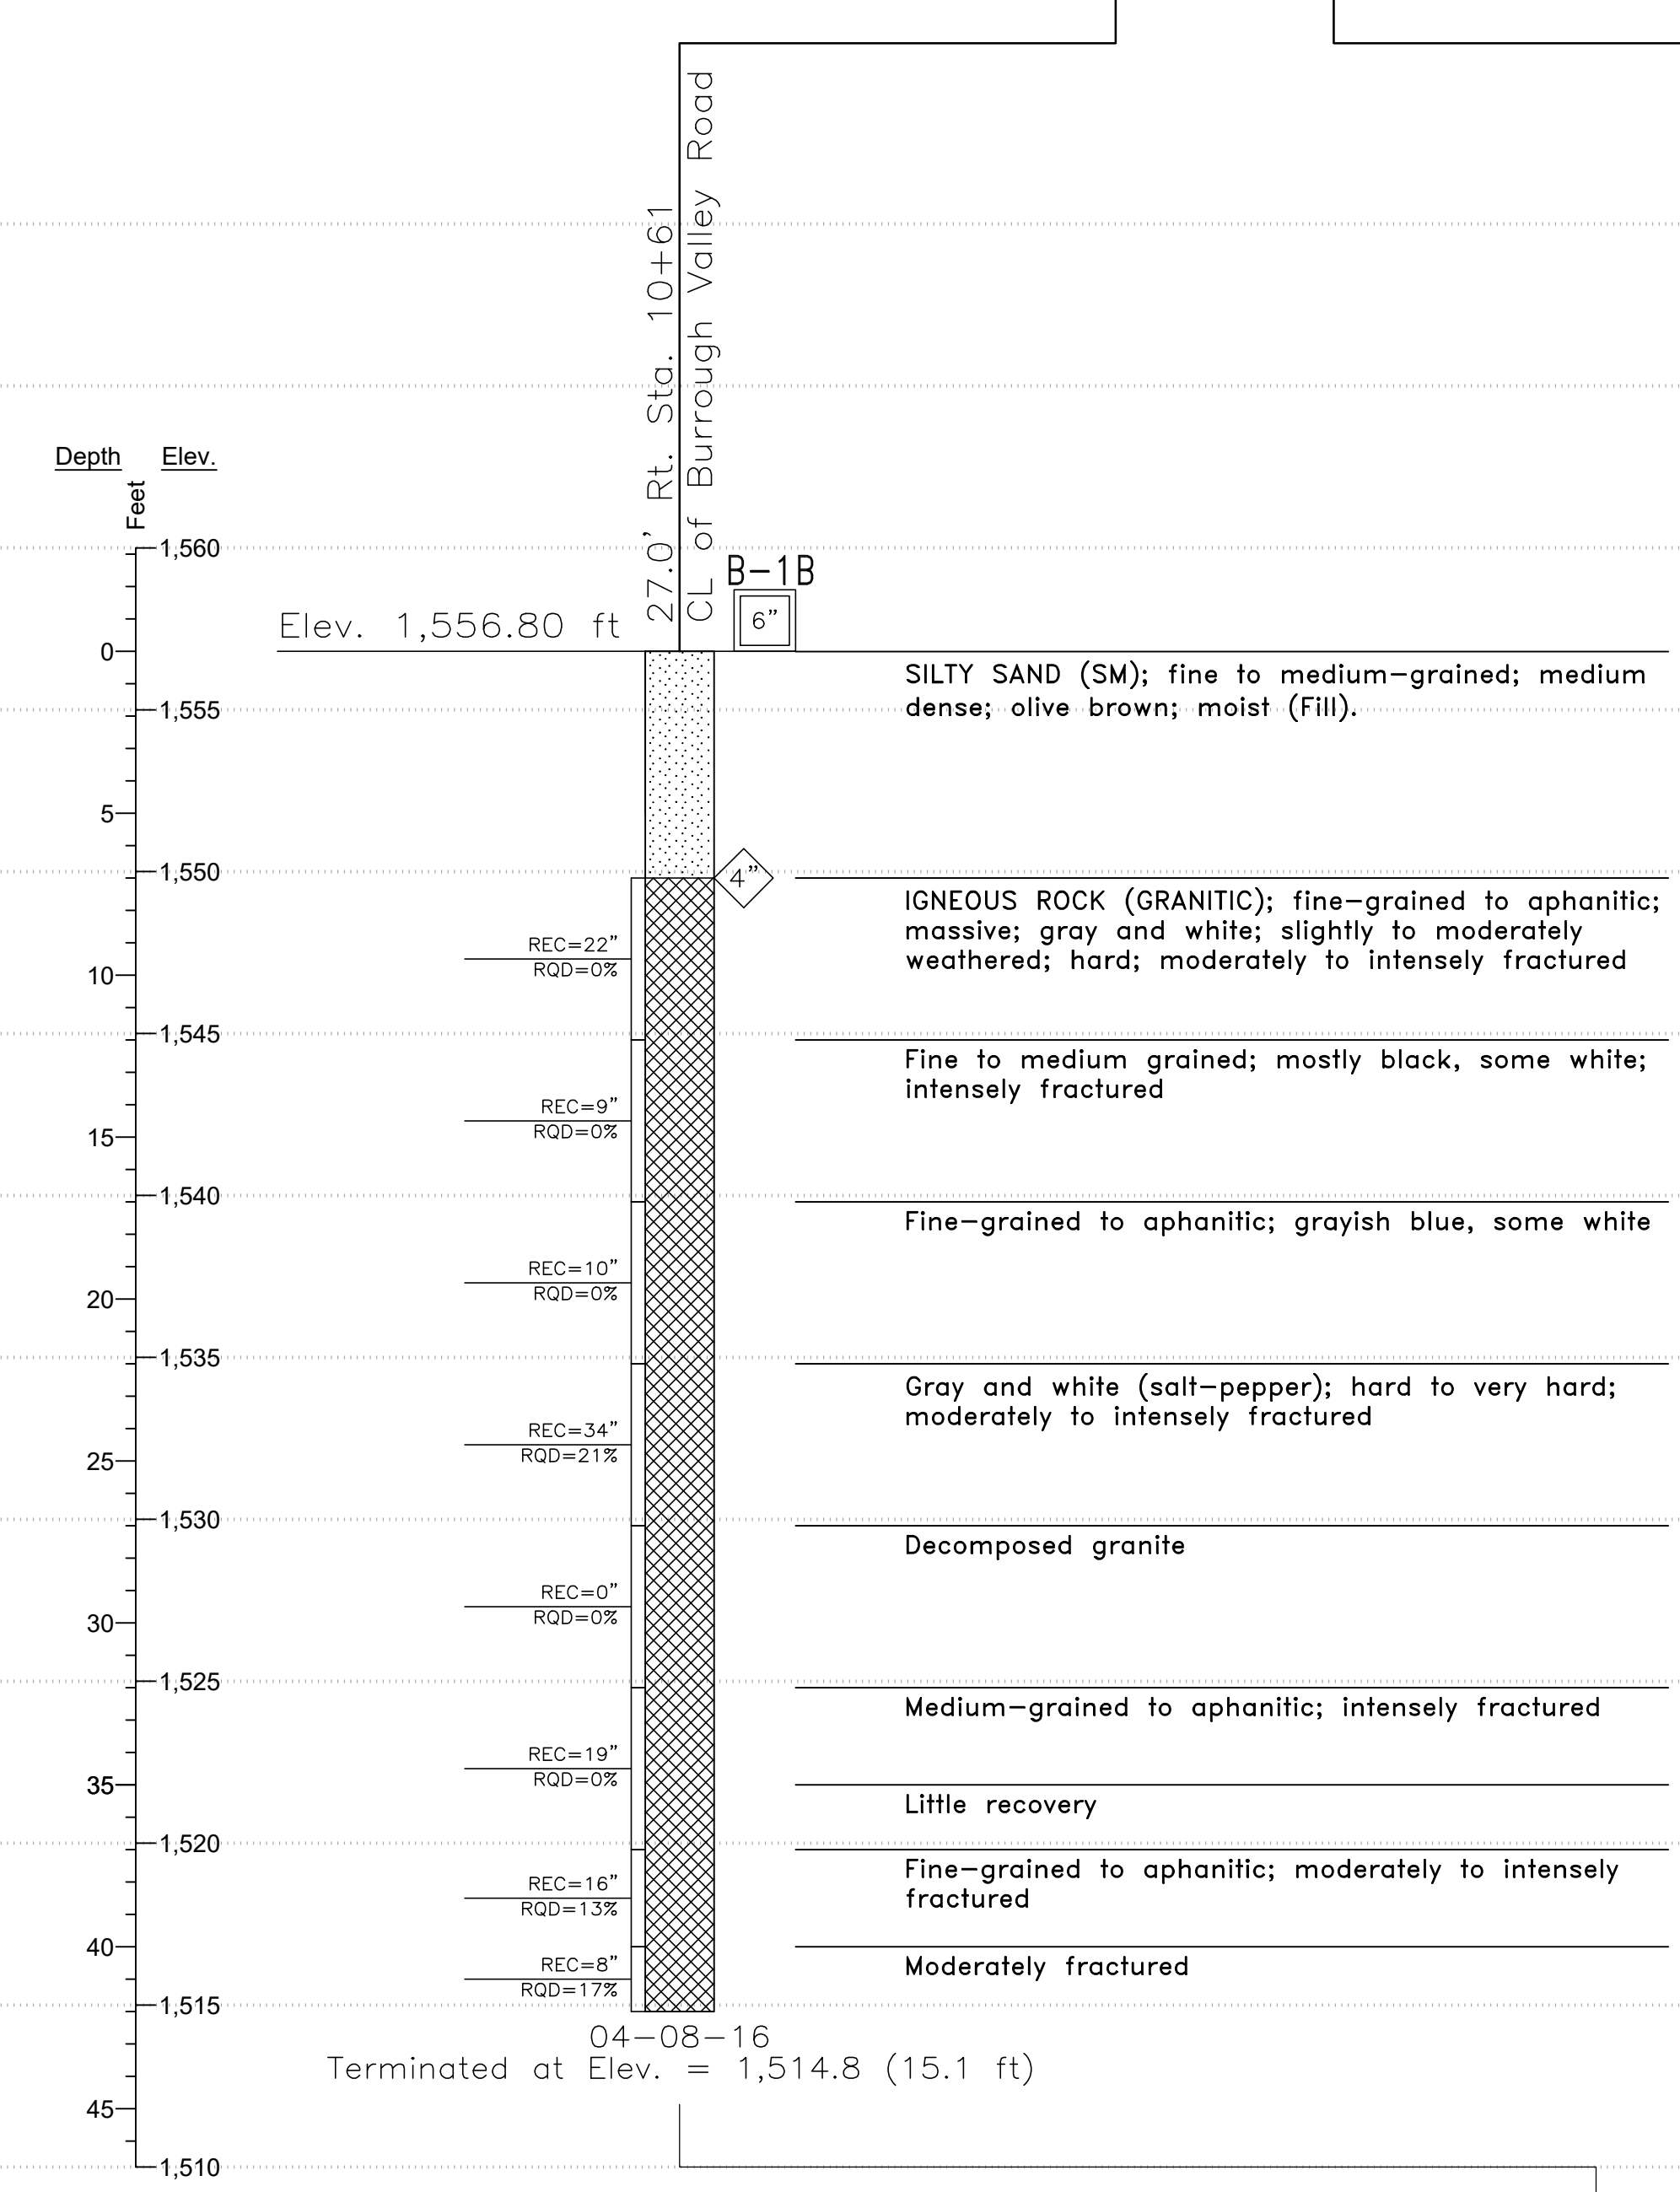 27.0' Rt. Sta. 10+61
CL of Burrough Valley Road
Depth Elev.
Feet
1,560
B-1B
6"
Elev. 1,556.80 ft
0
SILTY SAND (SM); fine to medium-grained; medium
dense; olive brown; moist (Fill).
1,555
5
1,550
4"
IGNEOUS ROCK (GRANITIC); fine-grained to aphanitic;
massive; gray and white; slightly to moderately
weathered; hard; moderately to intensely fractured
REC=22"
RQD=0%
10
1,545
Fine to medium grained; mostly black, some white;
intensely fractured
REC=9"
RQD=0%
15
1,540
Fine-grained to aphanitic; grayish blue, some white
REC=10"
RQD=0%
20
1,535
Gray and white (salt-pepper); hard to very hard;
moderately to intensely fractured
REC=34"
RQD=21%
25
1,530
Decomposed granite
REC=0"
RQD=0%
30
1,525
Medium-grained to aphanitic; intensely fractured
REC=19"
RQD=0%
35
Little recovery
1,520
Fine-grained to aphanitic; moderately to intensely
fractured
REC=16"
RQD=13%
40
Moderately fractured
REC=8"
RQD=17%
1,515
04-08-16
Terminated at Elev. = 1,514.8 (15.1 ft)
45
1,510